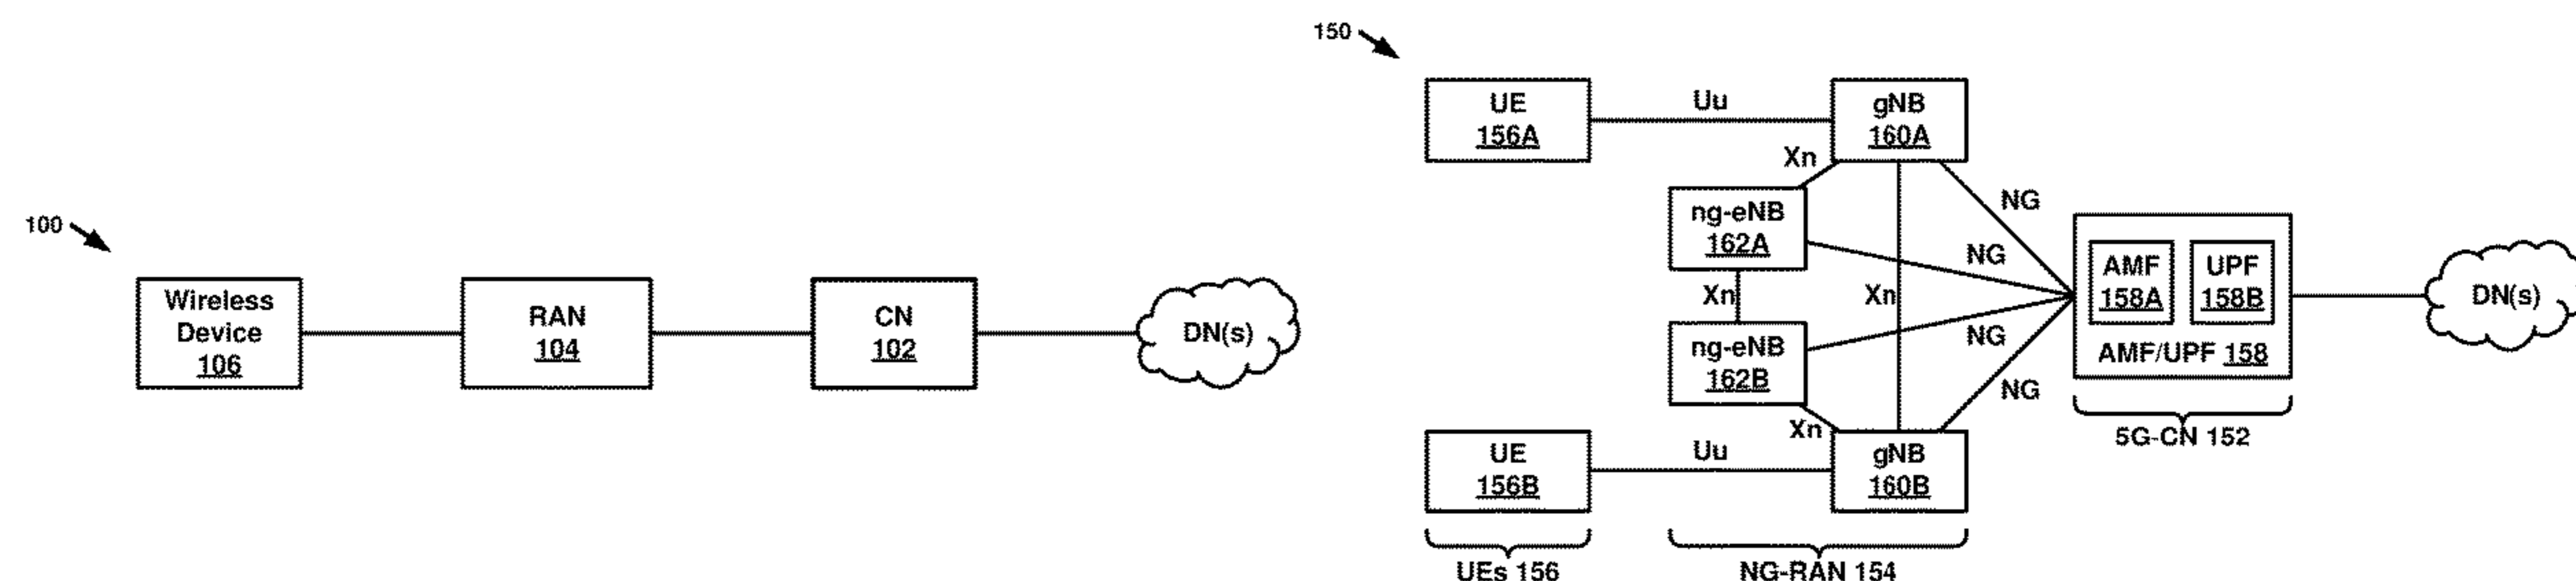 100
Wireless
Device
106
RAN
104
CN
102
DN(s)
150
UE
156A
Uu
gNB
160A
Xn
ng-eNB
162A
NG
NG
Xn
Xn
ng-eNB
162B
NG
NG
Xn
UE
156B
Uu
gNB
160B
AMF
158A
UPF
158B
AMF/UPF 158
DN(s)
5G-CN 152
UEs 156
NG-RAN 154